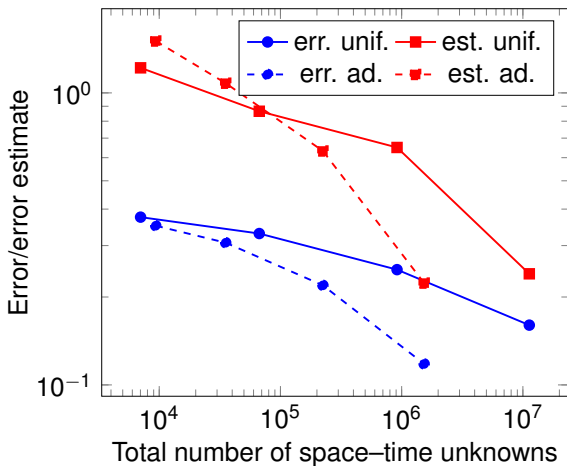 err. unif. est. unif.
err. ad. est. ad.
Error/error estimate
10^0
10^-1
10^4 10^5 10^6 10^7
Total number of space–time unknowns